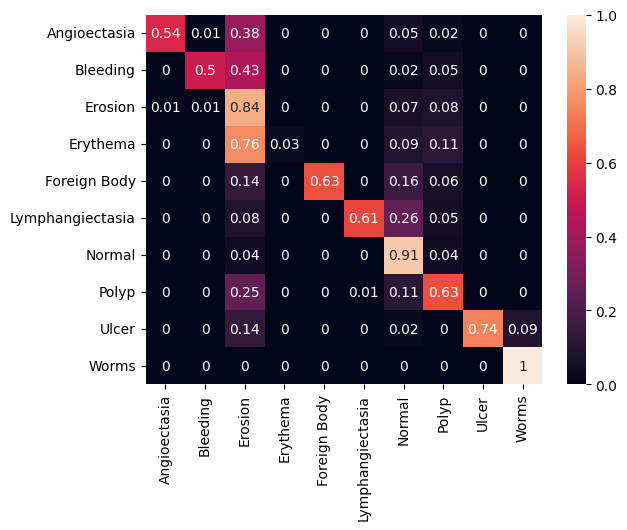 Angioectasia 0.54 0.01 0.38 0 0 0 0.05 0.02 0 0
Bleeding 0 0.5 0.43 0 0 0 0.02 0.05 0 0
Erosion 0.01 0.01 0.84 0 0 0 0.07 0.08 0 0
Erythema 0 0 0.76 0.03 0 0 0.09 0.11 0 0
Foreign Body 0 0 0.14 0 0.63 0 0.16 0.06 0 0
Lymphangiectasia 0 0 0.08 0 0 0.61 0.26 0.05 0 0
Normal 0 0 0.04 0 0 0 0.91 0.04 0 0
Polyp 0 0 0.25 0 0 0.01 0.11 0.63 0 0
Ulcer 0 0 0.14 0 0 0 0.02 0 0.74 0.09
Worms 0 0 0 0 0 0 0 0 0 1
Angioectasia
Bleeding
Erosion
Erythema
Foreign Body
Lymphangiectasia
Normal
Polyp
Ulcer
Worms
1.0
0.8
0.6
0.4
0.2
0.0